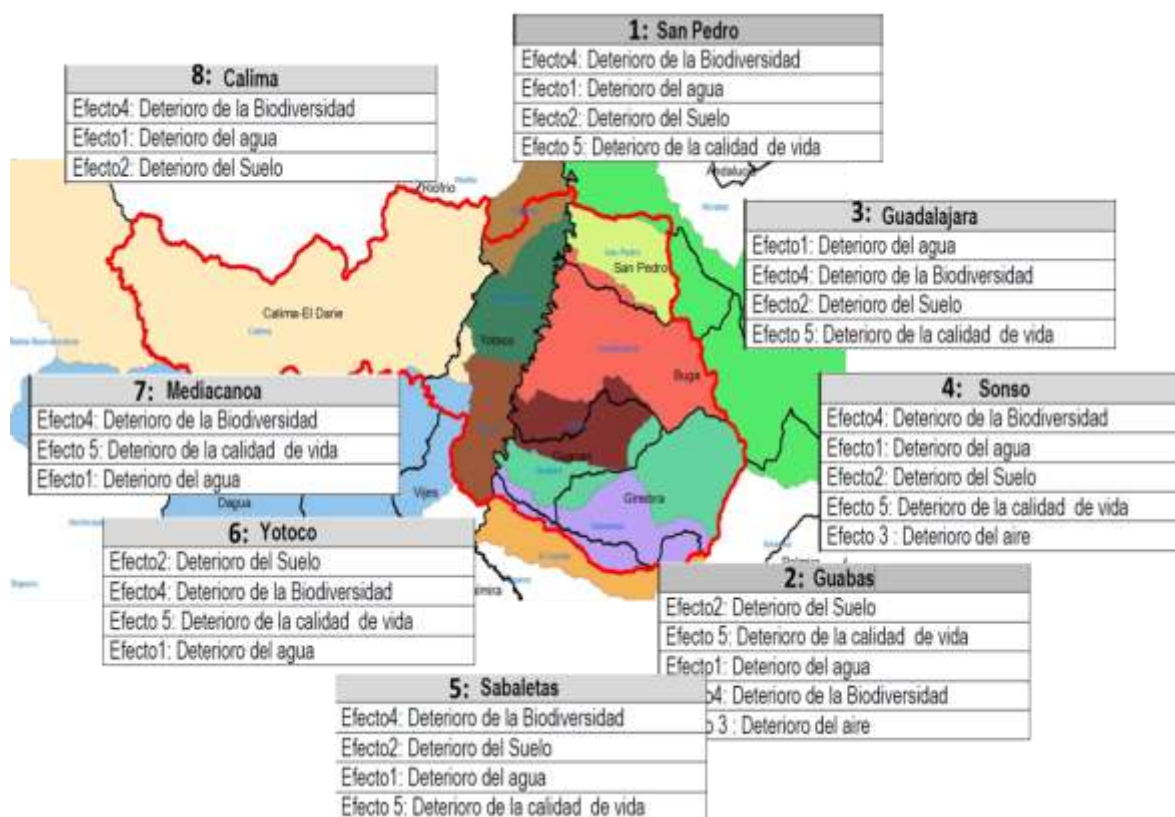 1: San Pedro
Efecto4: Deterioro de la Biodiversidad
Efecto1: Deterioro del agua
Efecto2: Deterioro del Suelo
Efecto 5: Deterioro de la calidad de vida
8: Calima
Efecto4: Deterioro de la Biodiversidad
Efecto1: Deterioro del agua
Efecto2: Deterioro del Suelo
Riofrio
Andalucia
3: Guadalajara
Efecto1: Deterioro del agua
Efecto4: Deterioro de la Biodiversidad
Efecto2: Deterioro del Suelo
Efecto 5: Deterioro de la calidad de vida
San Pedro
San Pedro
Calima-El Darie
Calima
Yotoco
Buga
7: Mediacanoa
Efecto4: Deterioro de la Biodiversidad
Efecto 5: Deterioro de la calidad de vida
Efecto1: Deterioro del agua
4: Sonso
Efecto4: Deterioro de la Biodiversidad
Efecto1: Deterioro del agua
Efecto2: Deterioro del Suelo
Efecto 5: Deterioro de la calidad de vida
Efecto 3 : Deterioro del aire
Vijes
Dagua
Ginebra
6: Yotoco
Efecto2: Deterioro del Suelo
Efecto4: Deterioro de la Biodiversidad
Efecto 5: Deterioro de la calidad de vida
Efecto1: Deterioro del agua
2: Guabas
Efecto2: Deterioro del Suelo
Efecto 5: Deterioro de la calidad de vida
Efecto1: Deterioro del agua
o4: Deterioro de la Biodiversidad
o 3 : Deterioro del aire
5: Sabaletas
Efecto4: Deterioro de la Biodiversidad
Efecto2: Deterioro del Suelo
Efecto1: Deterioro del agua
Efecto 5: Deterioro de la calidad de vida